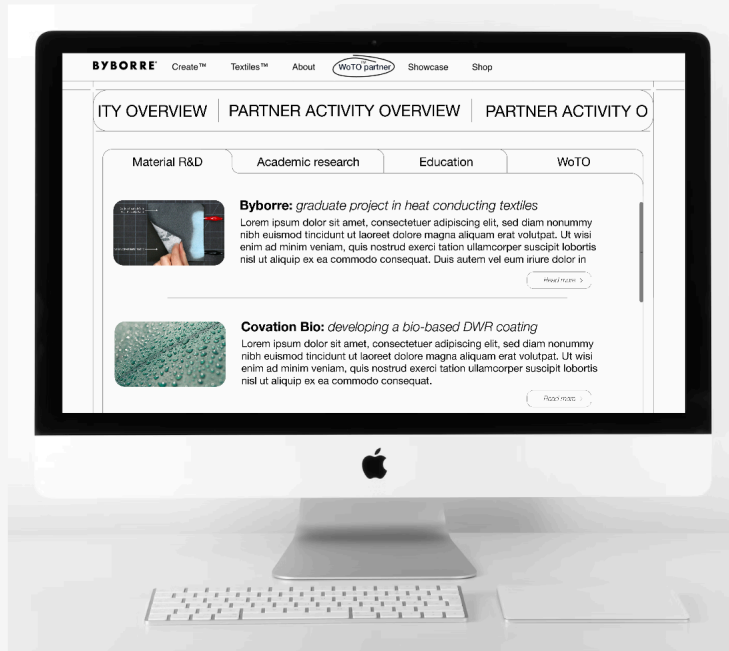 BYBORRE
Create™ Textiles™ About WoTO partner Showcase Shop
ITY OVERVIEW PARTNER ACTIVITY OVERVIEW PARTNER ACTIVITY O
Material R&D Academic research Education WoTO
Byborre: graduate project in heat conducting textiles
Lorem ipsum dolor sit amet, consectetuer adipiscing elit, sed diam nonummy
nibh euismod tincidunt ut laoreet dolore magna aliquam erat volutpat. Ut wisi
enim ad minim veniam, quis nostrud exerci tation ullamcorper suscipit lobortis
nisl ut aliquip ex ea commodo consequat. Duis autem vel eum iriure dolor in
Read more >
Covation Bio: developing a bio-based DWR coating
Lorem ipsum dolor sit amet, consectetuer adipiscing elit, sed diam nonummy
nibh euismod tincidunt ut laoreet dolore magna aliquam erat volutpat. Ut wisi
enim ad minim veniam, quis nostrud exerci tation ullamcorper suscipit lobortis
nisl ut aliquip ex ea commodo consequat.
Read more >